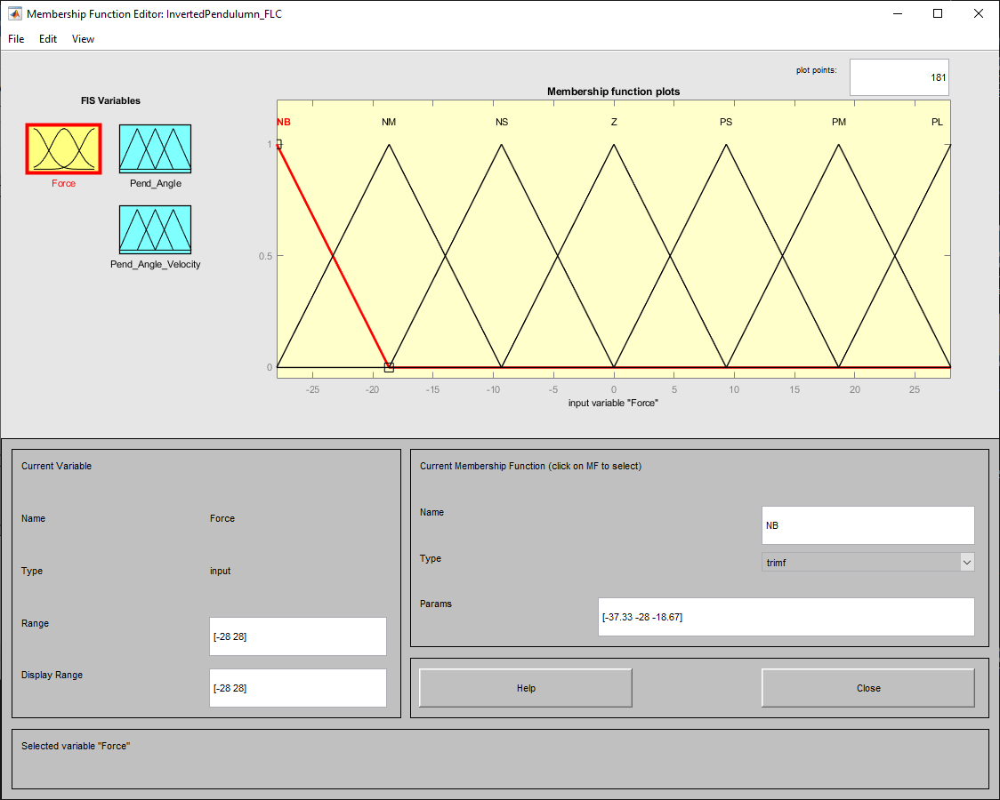 Membership Function Editor: InvertedPendulumn_FLC
File Edit View
plot points: 181
FIS Variables
Force
Pend_Angle
Pend_Angle_Velocity
Membership function plots
NB NM NS Z PS PM PL
1
0.5
0
-25 -20 -15 -10 -5 0 5 10 15 20 25
input variable "Force"
Current Variable
Name Force
Type input
Range [-28 28]
Display Range [-28 28]
Current Membership Function (click on MF to select)
Name NB
Type trimf
Params [-37.33 -28 -18.67]
Help Close
Selected variable "Force"